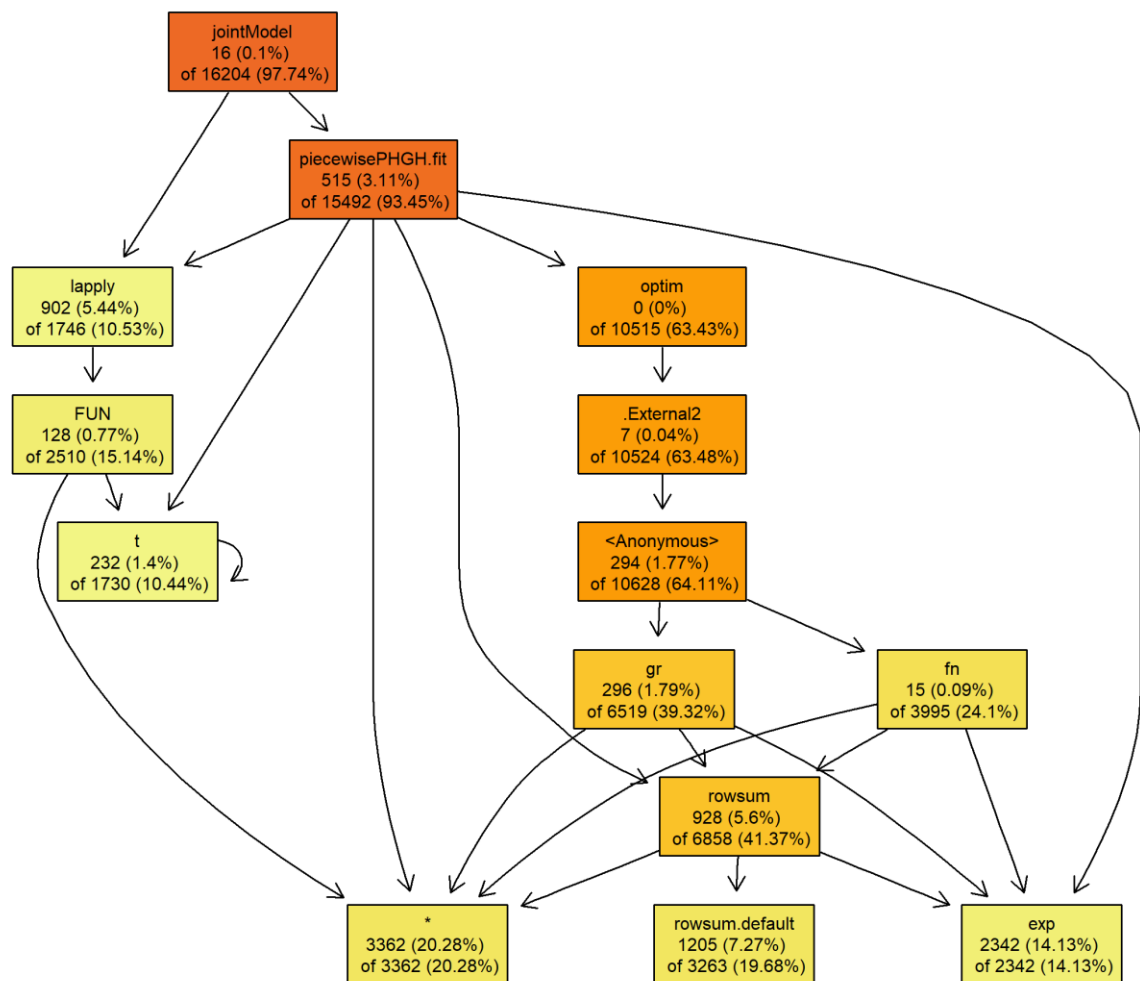 jointModel
16 (0.1%)
of 16204 (97.74%)
piecewisePHGH.fit
515 (3.11%)
of 15492 (93.45%)
lapply
902 (5.44%)
of 1746 (10.53%)
optim
0 (0%)
of 10515 (63.43%)
FUN
128 (0.77%)
of 2510 (15.14%)
.External2
7 (0.04%)
of 10524 (63.48%)
t
232 (1.4%)
of 1730 (10.44%)
<Anonymous>
294 (1.77%)
of 10628 (64.11%)
gr
296 (1.79%)
of 6519 (39.32%)
fn
15 (0.09%)
of 3995 (24.1%)
rowsum
928 (5.6%)
of 6858 (41.37%)
*
3362 (20.28%)
of 3362 (20.28%)
rowsum.default
1205 (7.27%)
of 3263 (19.68%)
exp
2342 (14.13%)
of 2342 (14.13%)